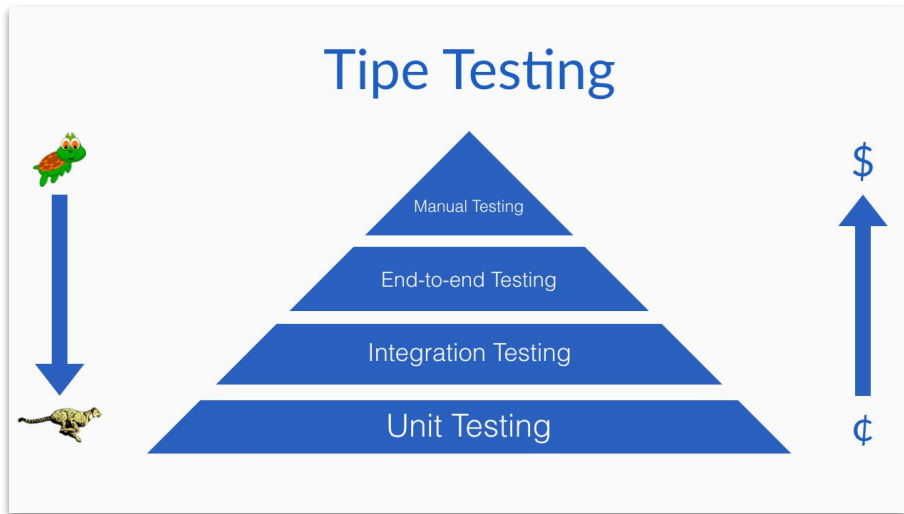 Tipe Testing
$
Manual Testing
End-to-end Testing
Integration Testing
Unit Testing
¢